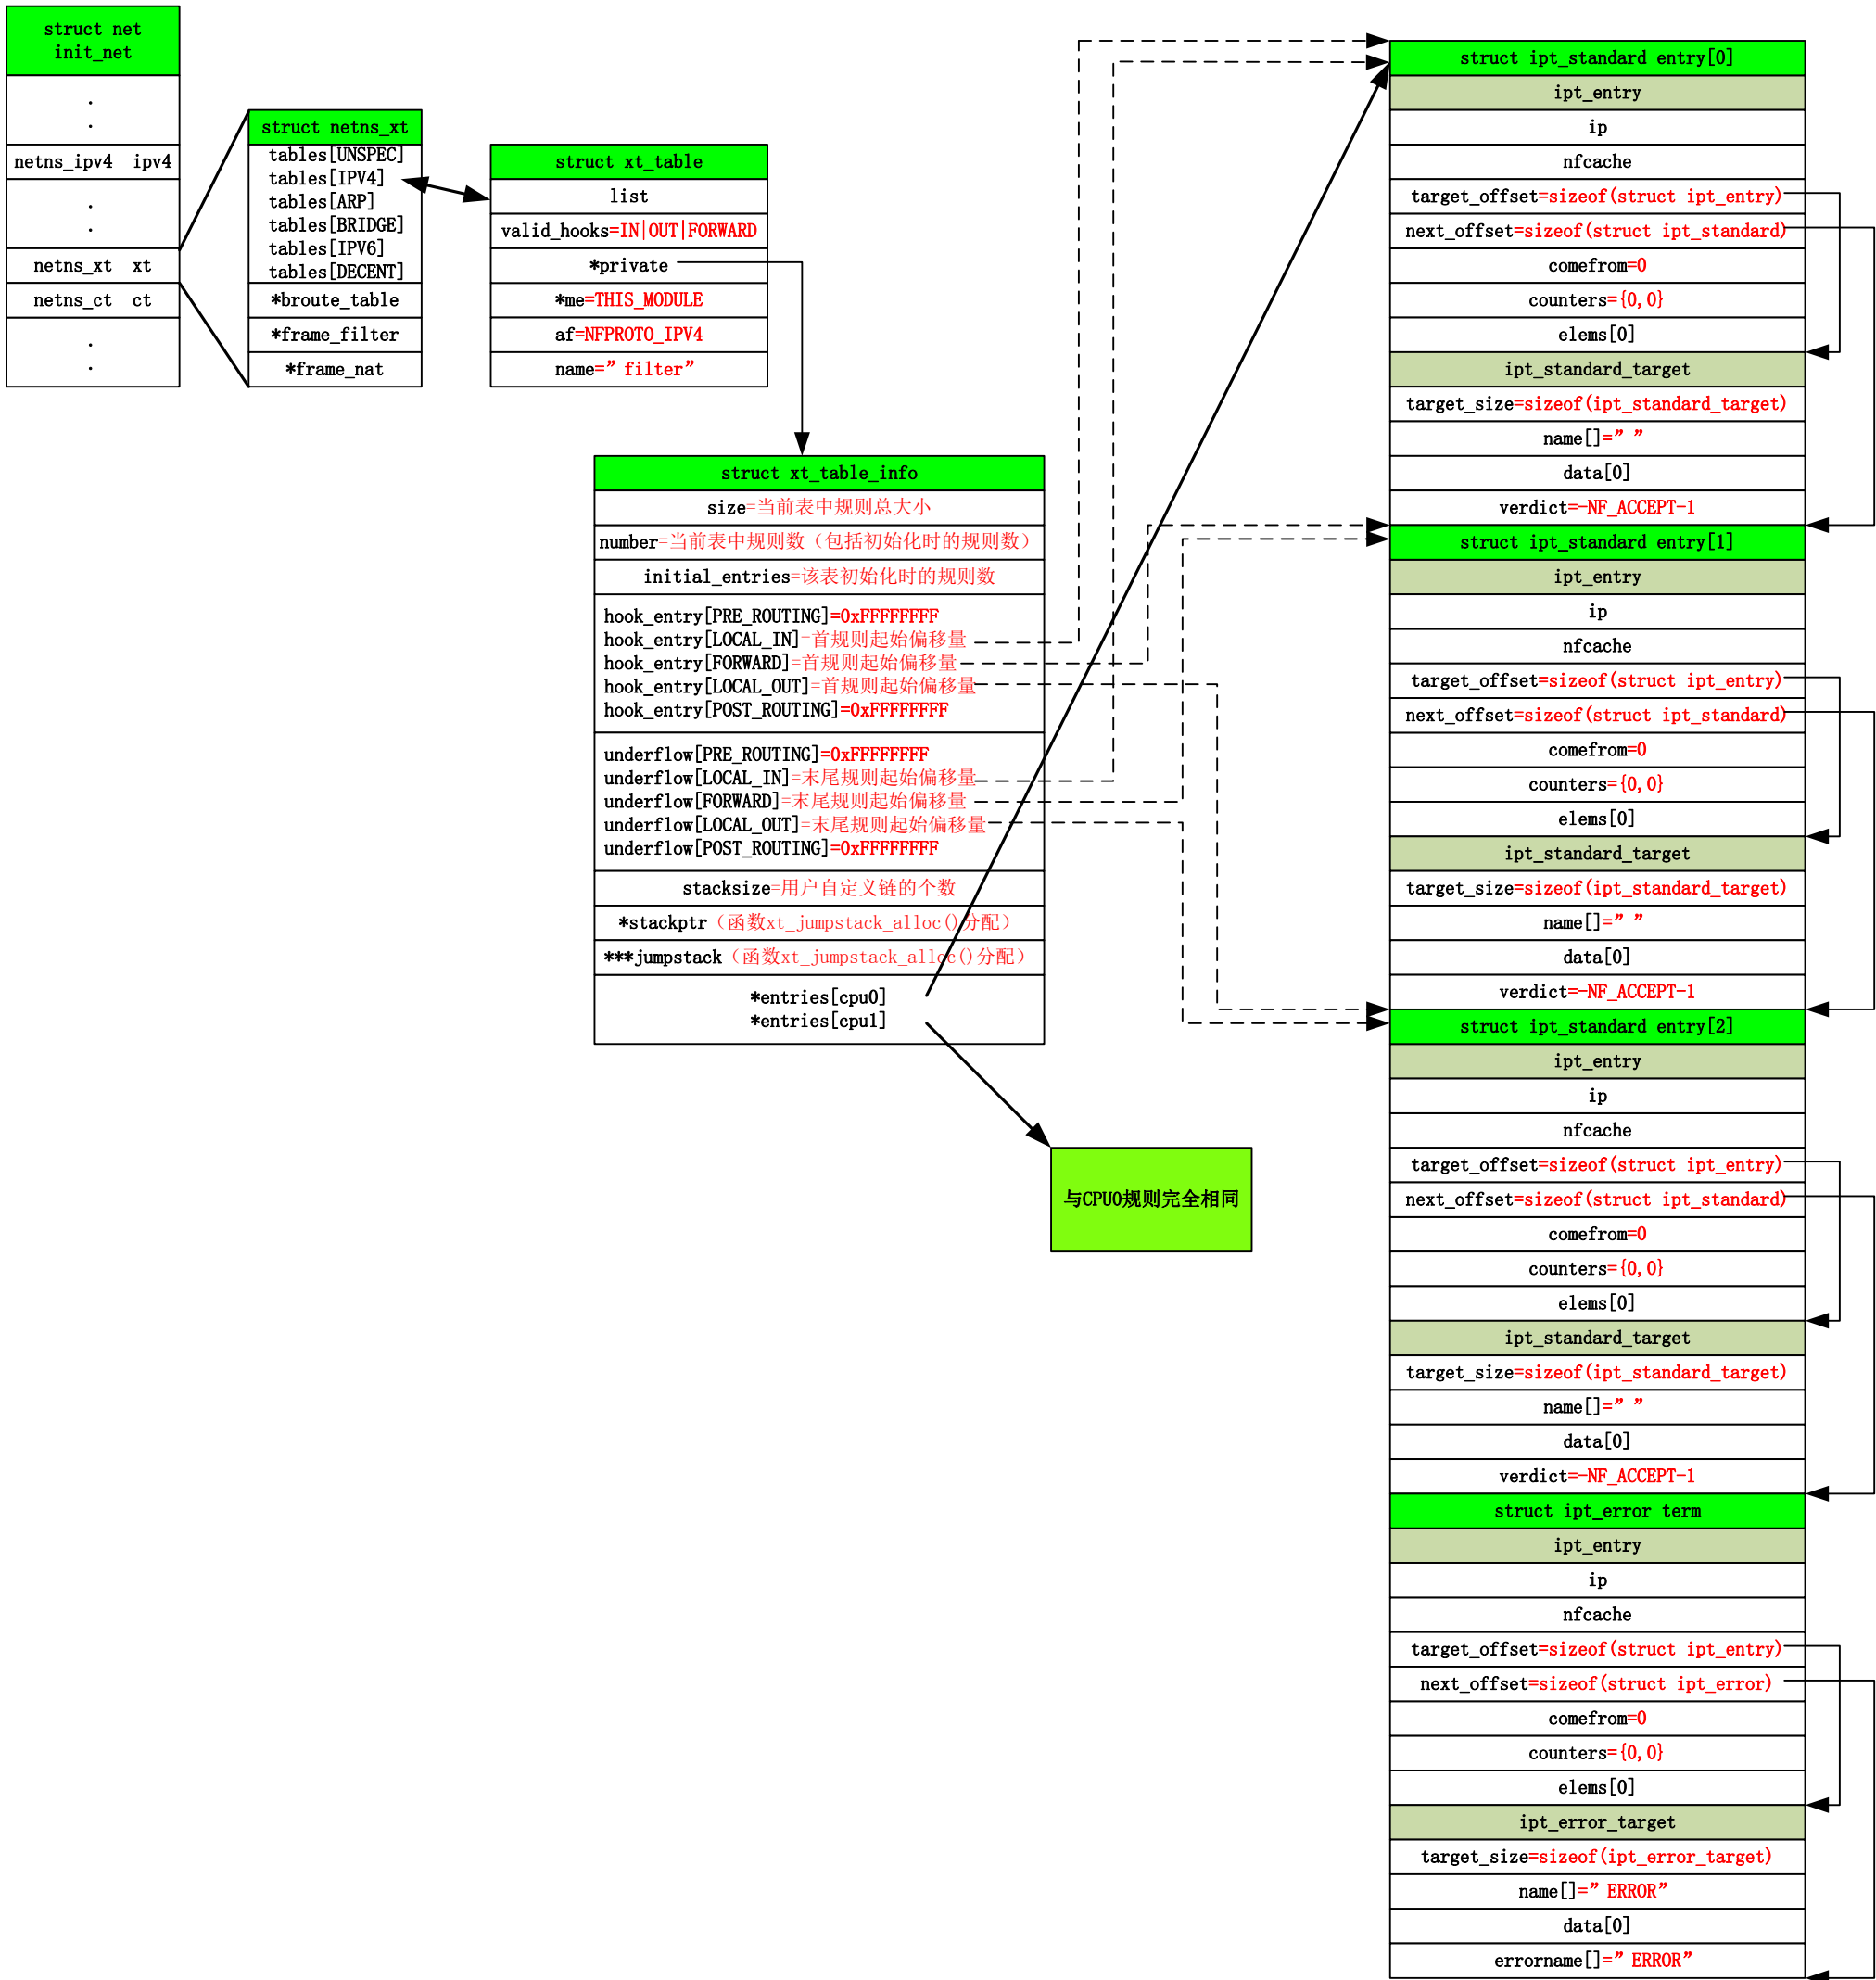 struct net
init_net
.
.
netns_ipv4  ipv4
.
.
netns_xt  xt
netns_ct  ct
.
.
struct netns_xt
tables[UNSPEC]
tables[IPV4]
tables[ARP]
tables[BRIDGE]
tables[IPV6]
tables[DECENT]
*broute_table
*frame_filter
*frame_nat
struct xt_table
list
valid_hooks=IN|OUT|FORWARD
*private
*me=THIS_MODULE
af=NFPROTO_IPV4
name=” filter”
struct xt_table_info
size=当前表中规则总大小
number=当前表中规则数（包括初始化时的规则数）
initial_entries=该表初始化时的规则数
hook_entry[PRE_ROUTING]=0xFFFFFFFF
hook_entry[LOCAL_IN]=首规则起始偏移量
hook_entry[FORWARD]=首规则起始偏移量
hook_entry[LOCAL_OUT]=首规则起始偏移量
hook_entry[POST_ROUTING]=0xFFFFFFFF
underflow[PRE_ROUTING]=0xFFFFFFFF
underflow[LOCAL_IN]=末尾规则起始偏移量
underflow[FORWARD]=末尾规则起始偏移量
underflow[LOCAL_OUT]=末尾规则起始偏移量
underflow[POST_ROUTING]=0xFFFFFFFF
stacksize=用户自定义链的个数
*stackptr（函数xt_jumpstack_alloc()分配）
***jumpstack（函数xt_jumpstack_alloc()分配）
*entries[cpu0]
*entries[cpu1]
与CPU0规则完全相同
struct ipt_standard entry[0]
ipt_entry
ip
nfcache
target_offset=sizeof(struct ipt_entry)
next_offset=sizeof(struct ipt_standard)
comefrom=0
counters={0,0}
elems[0]
ipt_standard_target
target_size=sizeof(ipt_standard_target)
name[]=” ”
data[0]
verdict=-NF_ACCEPT-1
struct ipt_standard entry[1]
ipt_entry
ip
nfcache
target_offset=sizeof(struct ipt_entry)
next_offset=sizeof(struct ipt_standard)
comefrom=0
counters={0,0}
elems[0]
ipt_standard_target
target_size=sizeof(ipt_standard_target)
name[]=” ”
data[0]
verdict=-NF_ACCEPT-1
struct ipt_standard entry[2]
ipt_entry
ip
nfcache
target_offset=sizeof(struct ipt_entry)
next_offset=sizeof(struct ipt_standard)
comefrom=0
counters={0,0}
elems[0]
ipt_standard_target
target_size=sizeof(ipt_standard_target)
name[]=” ”
data[0]
verdict=-NF_ACCEPT-1
struct ipt_error term
ipt_entry
ip
nfcache
target_offset=sizeof(struct ipt_entry)
next_offset=sizeof(struct ipt_error)
comefrom=0
counters={0,0}
elems[0]
ipt_error_target
target_size=sizeof(ipt_error_target)
name[]=” ERROR”
data[0]
errorname[]=” ERROR”